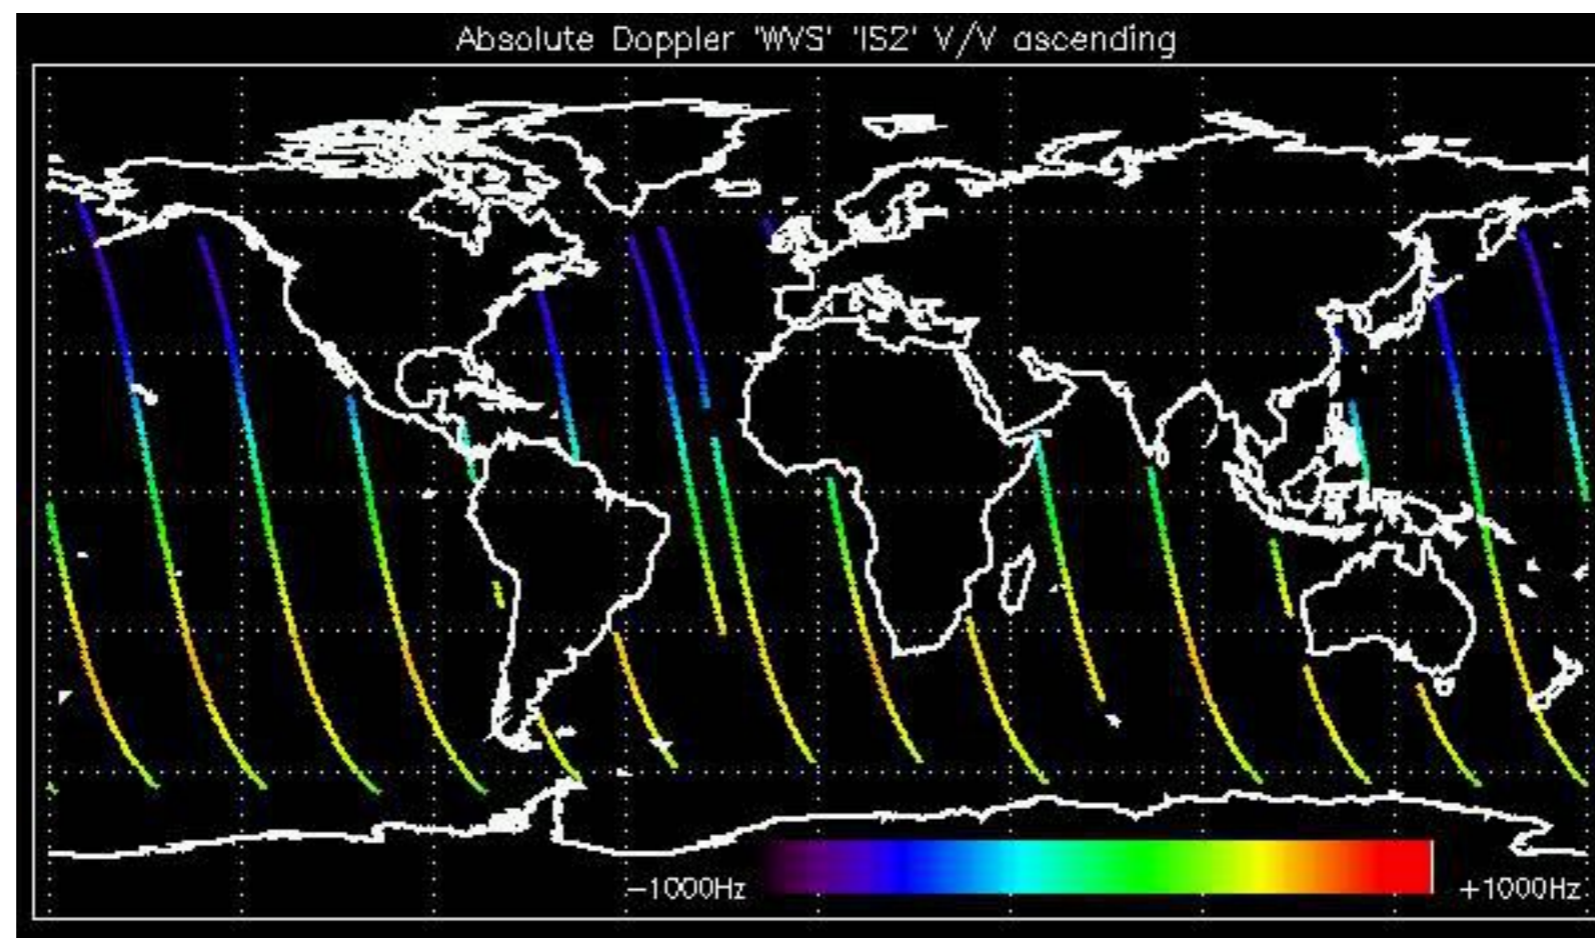 Absolute Doppler 'WVS' 'IS2' V/V ascending
−1000Hz +1000Hz